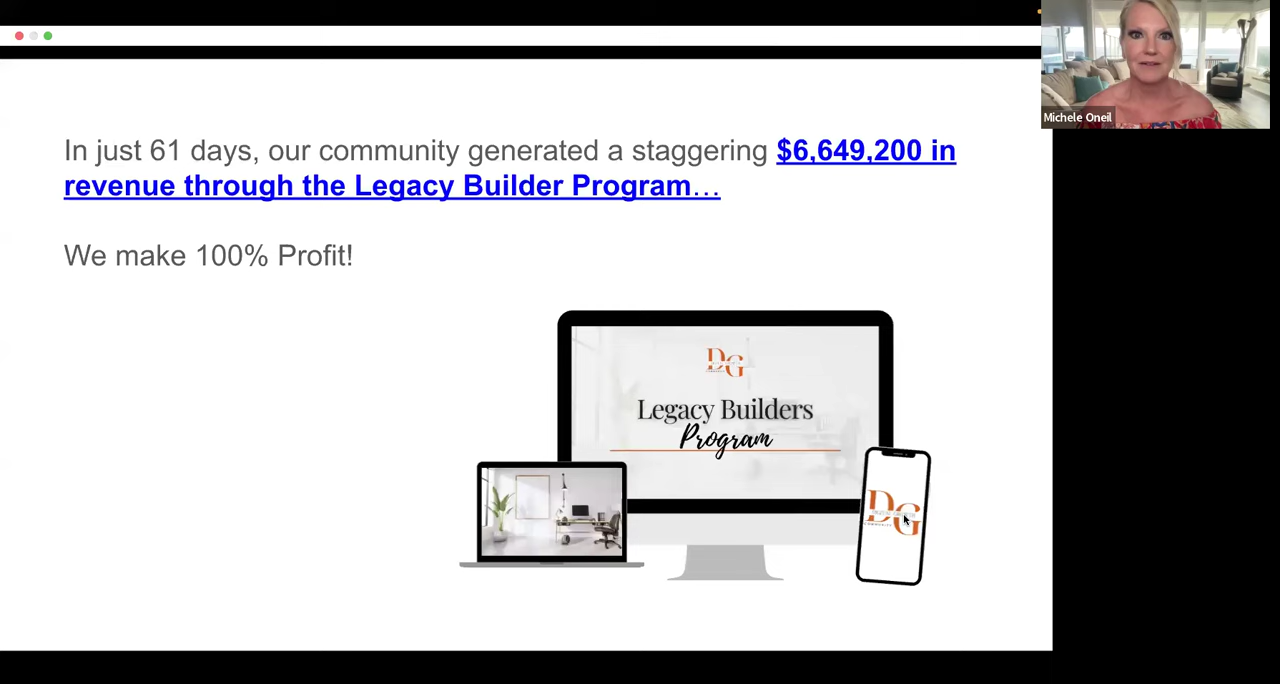 Michele Oneil
In just 61 days, our community generated a staggering $6,649,200 in
revenue through the Legacy Builder Program…
We make 100% Profit!
DG
Legacy Builders
Program
DG
COMMUNITY